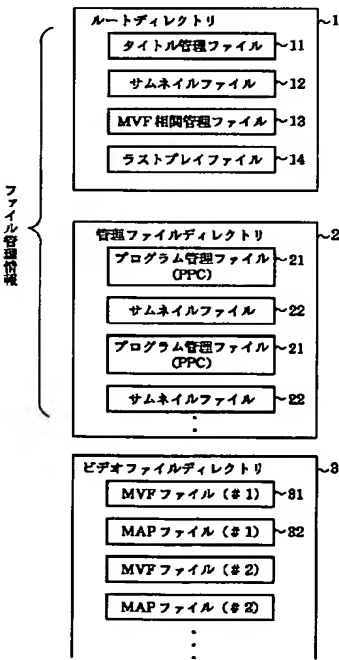 ルートディレクトリ ~1
タイトル管理ファイル ~11
サムネイルファイル ~12
MVF 相関管理ファイル ~13
ラストプレイファイル ~14
ファイル管理情報
管理ファイルディレクトリ ~2
プログラム管理ファイル ~21
(PPC)
サムネイルファイル ~22
プログラム管理ファイル ~21
(PPC)
サムネイルファイル ~22
ビデオファイルディレクトリ ~3
MVFファイル (#1) ~31
MAPファイル (#1) ~32
MVFファイル (#2)
MAPファイル (#2)